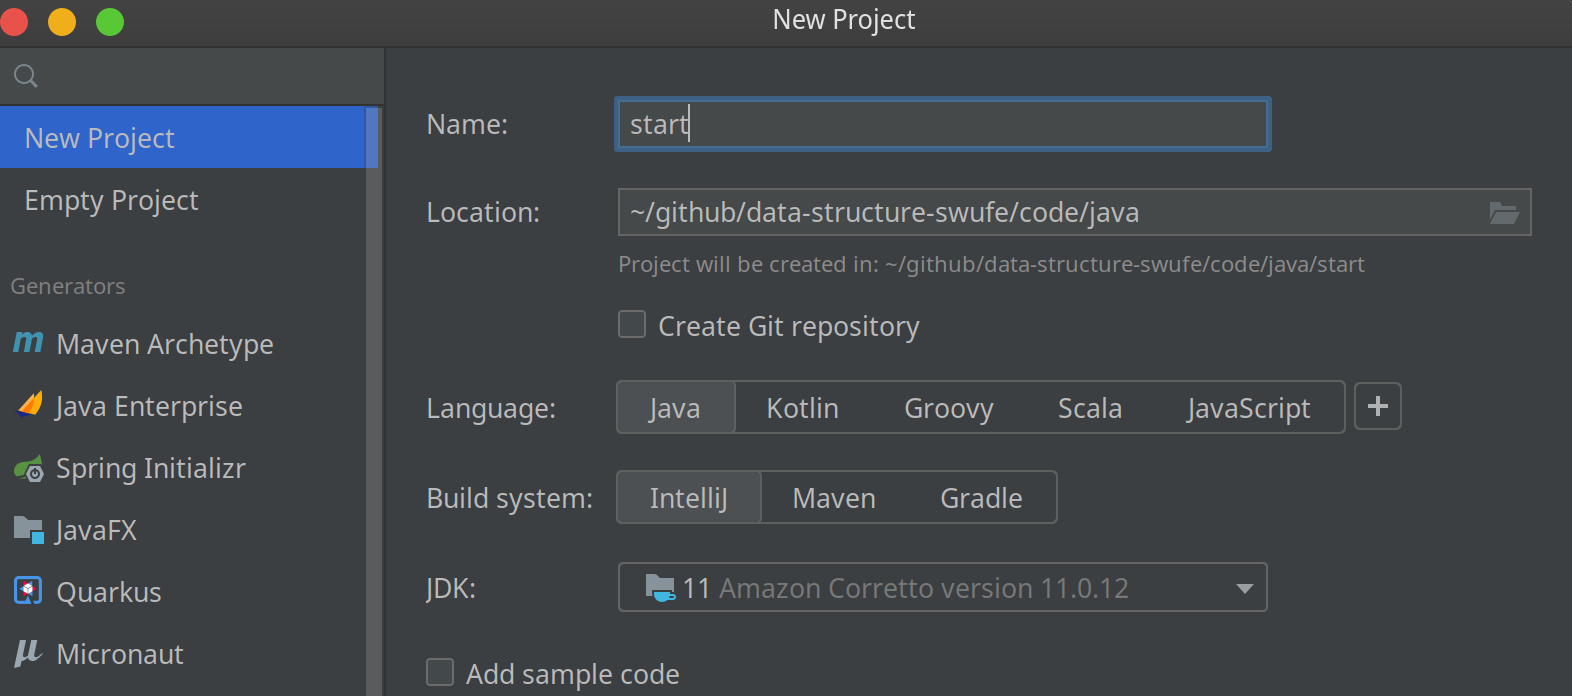 New Project
New Project
Empty Project
Generators
Maven Archetype
Java Enterprise
Spring Initializr
JavaFX
Quarkus
Micronaut
Name: start
Location: ~/github/data-structure-swufe/code/java
Project will be created in: ~/github/data-structure-swufe/code/java/start
Create Git repository
Language: Java Kotlin Groovy Scala JavaScript +
Build system: IntelliJ Maven Gradle
JDK: 11 Amazon Corretto version 11.0.12
Add sample code